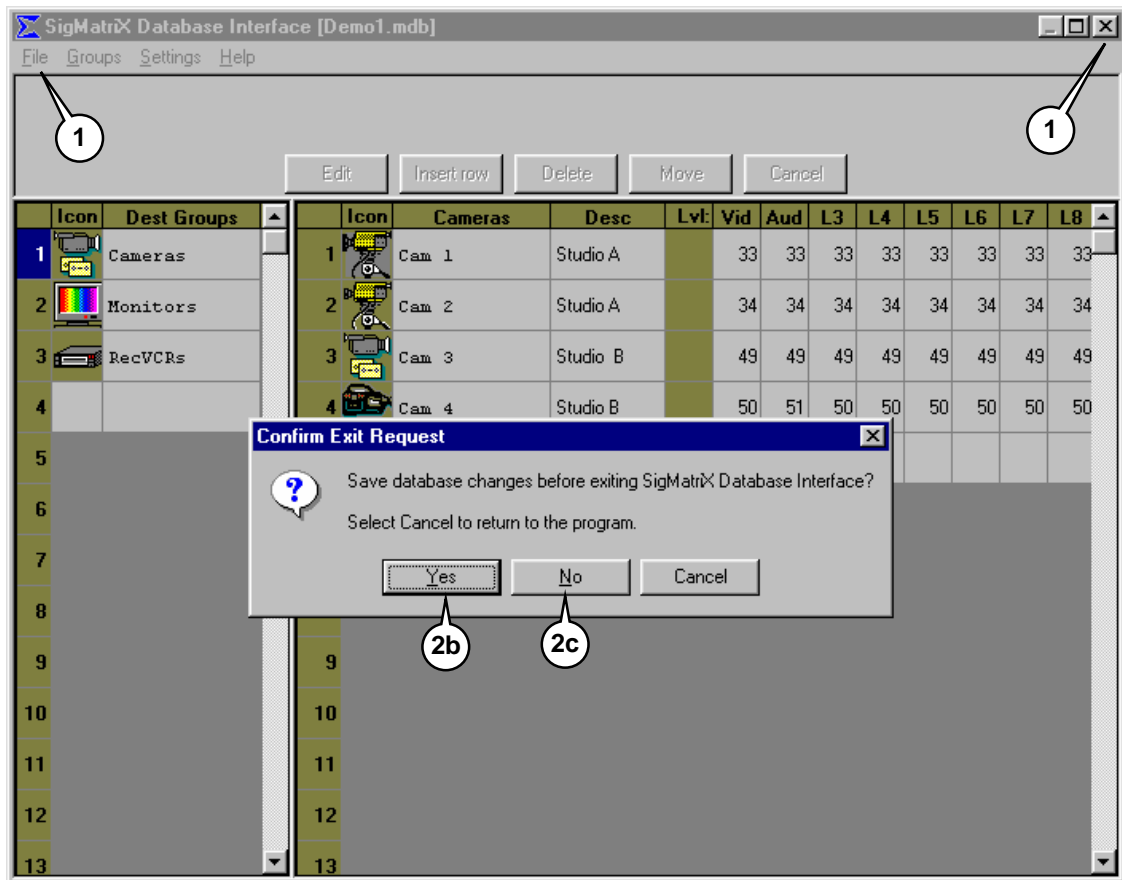 SigMatriX Database Interface [Demo1.mdb]
File Groups Settings Help
1
1
Edit Insert row Delete Move Cancel
Icon Dest Groups
1 Cameras
2 Monitors
3 RecVCRs
4
5
6
7
8
9
10
11
12
13
Icon Cameras Desc Lvl: Vid Aud L3 L4 L5 L6 L7 L8
1 Cam 1 Studio A 33 33 33 33 33 33 33 33
2 Cam 2 Studio A 34 34 34 34 34 34 34 34
3 Cam 3 Studio B 49 49 49 49 49 49 49 49
4 Cam 4 Studio B 50 51 50 50 50 50 50 50
Confirm Exit Request
Save database changes before exiting SigMatriX Database Interface?
Select Cancel to return to the program.
Yes No Cancel
2b 2c
9
10
11
12
13